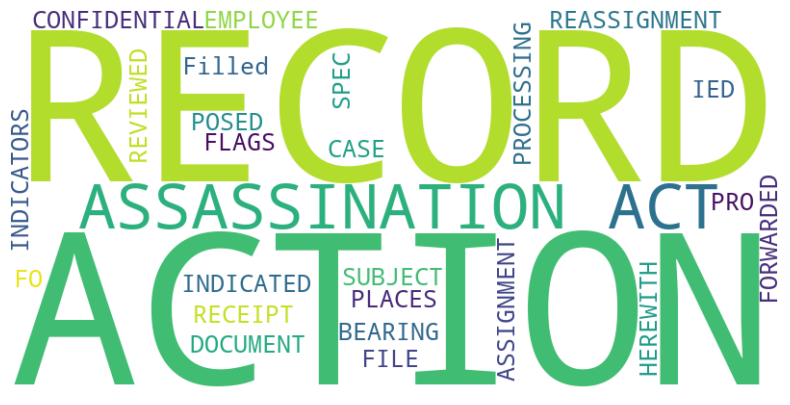 CONFIDENTIAL
EMPLOYEE
REASSIGNMENT
RECORD
REVIEWED
Filled
SPEC
PROCESSING
IED
POSED
FLAGS
CASE
INDICATORS
ASSASSINATION
ACT
PRO
FORWARDED
ACTION
FO
INDICATED
SUBJECT
RECEIPT
PLACES
DOCUMENT
BEARING
FILE
ASSIGNMENT
HEREWITH